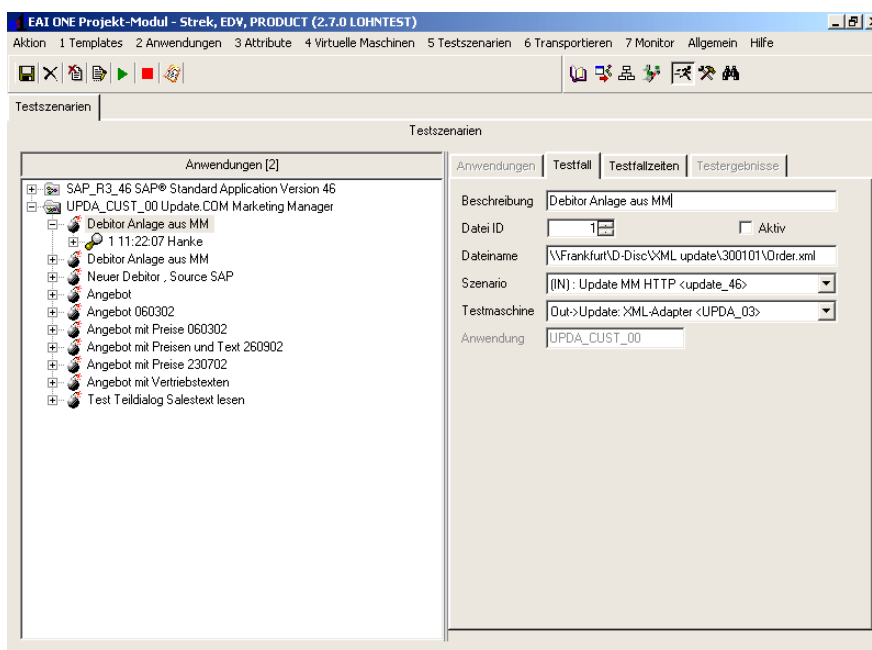 EAI ONE Projekt-Modul - Strek, EDV, PRODUCT (2.7.0 LOHNTEST)
Aktion 1 Templates 2 Anwendungen 3 Attribute 4 Virtuelle Maschinen 5 Testszenarien 6 Transportieren 7 Monitor Allgemein Hilfe
Testszenarien
Testszenarien
Anwendungen [2]
SAP_R3_46 SAP® Standard Application Version 46
UPDA_CUST_00 Update.COM Marketing Manager
Debitor Anlage aus MM
1 11:22:07 Hanke
Debitor Anlage aus MM
Neuer Debitor , Source SAP
Angebot
Angebot 060302
Angebot mit Preise 060302
Angebot mit Preisen und Text 260902
Angebot mit Preise 230702
Angebot mit Vertriebstexten
Test Teildialog Salestext lesen
Anwendungen Testfall Testfallzeiten Testergebnisse
Beschreibung Debitor Anlage aus MM
Datei ID 1 Aktiv
Dateiname \\Frankfurt\D-Disc\XML update\300101\Order.xml
Szenario (IN) : Update MM HTTP <update_46>
Testmaschine Out->Update: XML-Adapter <UPDA_03>
Anwendung UPDA_CUST_00